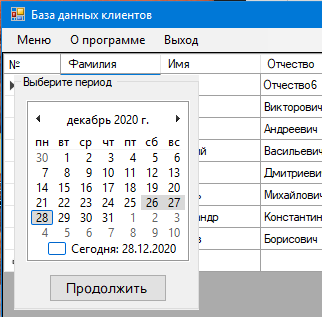 База данных клиентов
Меню О программе Выход
№ Фамилия Имя Отчество
Выберите период
Отчество6
декабрь 2020 г.
Викторович
пн вт ср чт пт сб вс
Андреевич
30 1 2 3 4 5 6
й Васильевич
7 8 9 10 11 12 13
14 15 16 17 18 19 20
Дмитриеви
21 22 23 24 25 26 27
ь Михайлович
28 29 30 31 1 2 3
ндр Константин
4 5 6 7 8 9 10
в Борисович
Сегодня: 28.12.2020
Продолжить